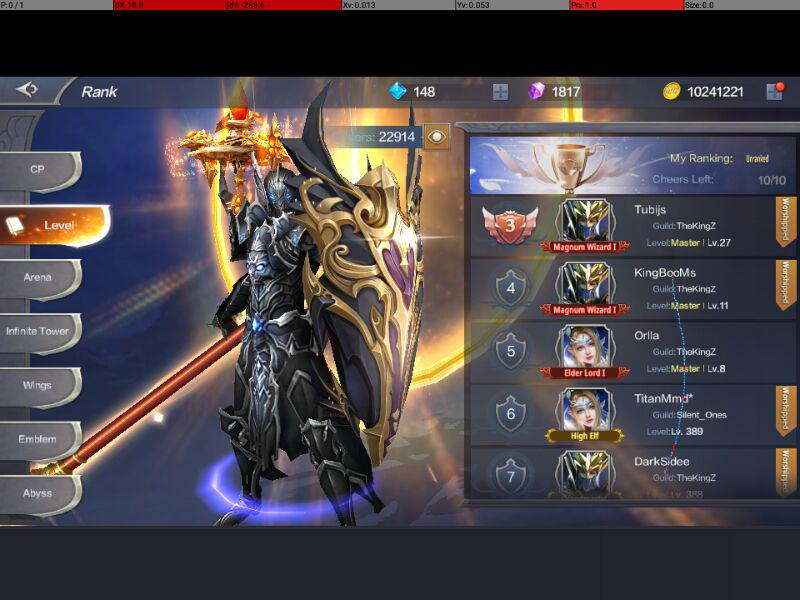 P: 0 / 1
dX: 10.0
dY: -253.6
Xv: 0.013
Yv: 0.053
Prs: 1.0
Size: 0.0
Rank
148
1817
10241221
ers: 22914
CP
Level
Arena
Infinite Tower
Wings
Emblem
Abyss
My Ranking: Unranked
Cheers Left: 10/10
3
Magnum Wizard I
Tubijs
Guild:TheKingZ
Level:Master | Lv.27
Worshipped
4
Magnum Wizard I
KingBooMs
Guild:TheKingZ
Level:Master | Lv.11
Worshipped
5
Elder Lord I
Orlla
Guild:TheKingZ
Level:Master | Lv.8
6
High Elf
TitanMmd*
Guild:Silent_Ones
Level:Lv. 389
Worshipped
7
DarkSidee
Guild:TheKingZ
Lv. 388
Worshipped